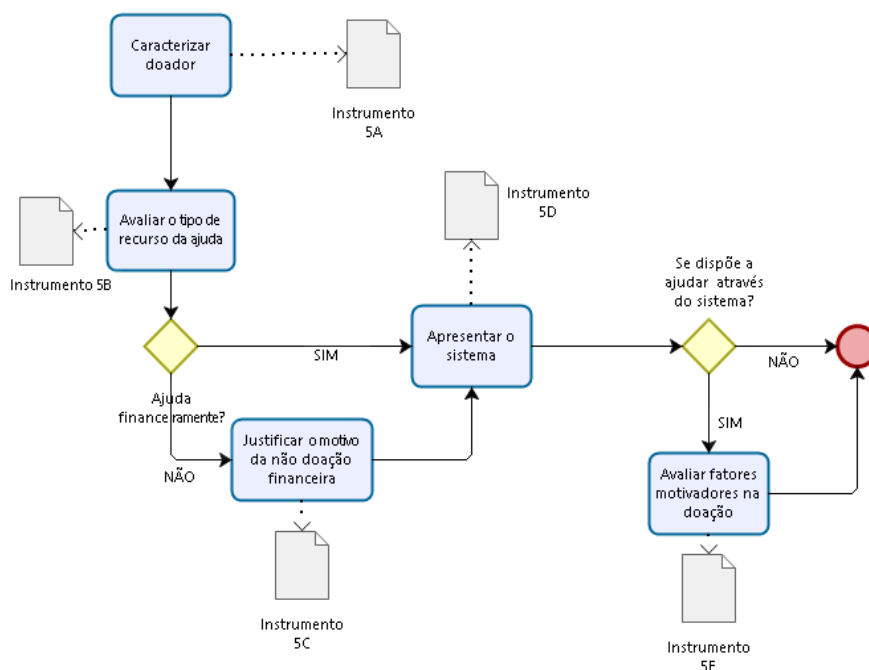 Caracterizar
doador
Instrumento
5A
Avaliar o tipo de
recurso da ajuda
Instrumento 5B
Instrumento
5D
Se dispõe a
ajudar através
do sistema?
Apresentar o
sistema
SIM
NÃO
Ajuda
financeiramente?
SIM
Justificar o motivo
da não doação
financeira
NÃO
Avaliar fatores
motivadores na
doação
Instrumento
5C
Instrumento